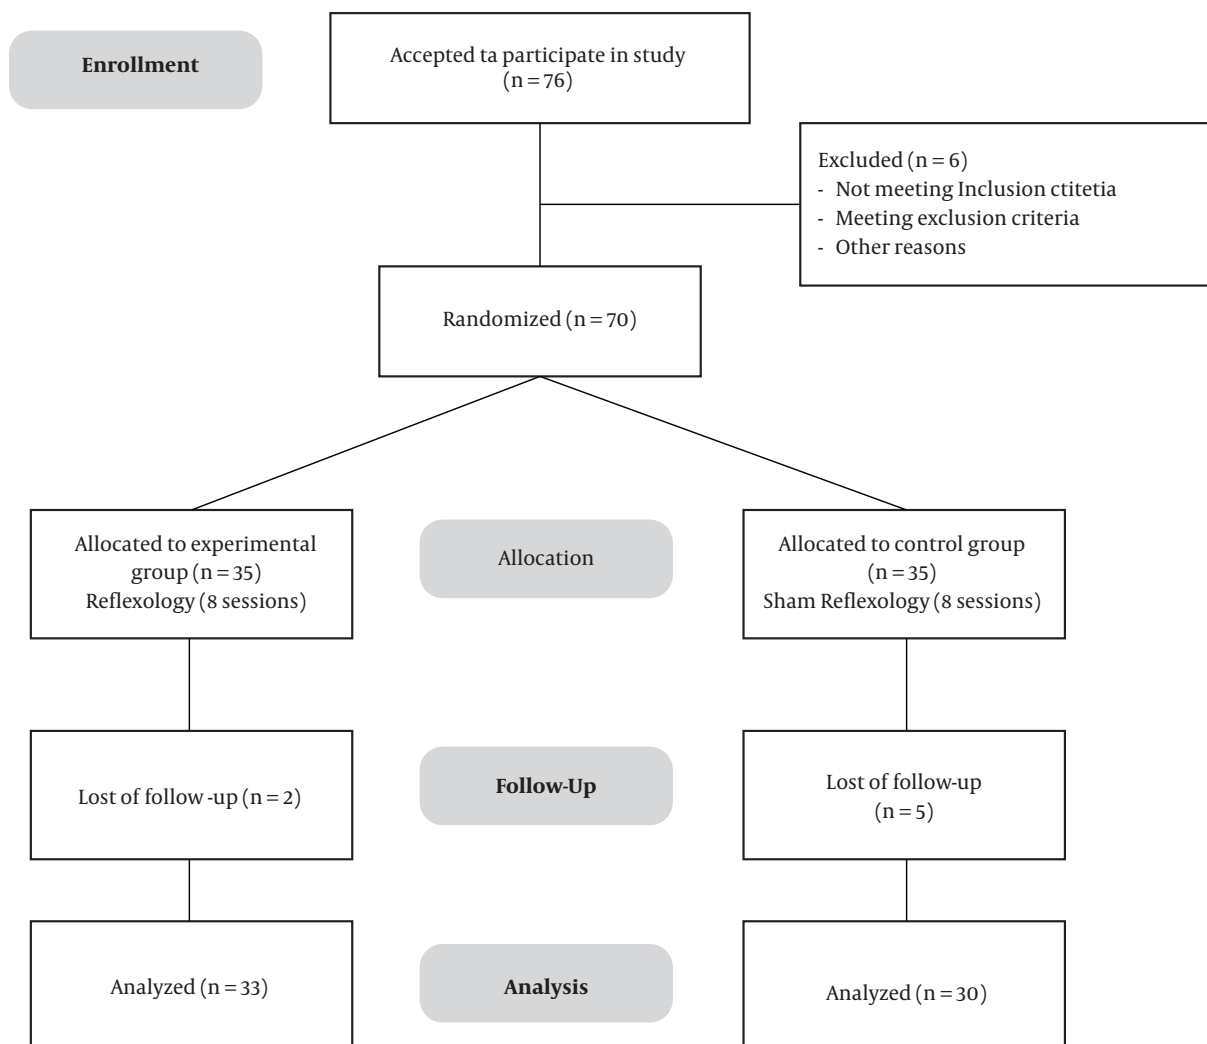 Enrollment
Accepted ta participate in study
(n = 76)
Excluded (n = 6)
- Not meeting Inclusion ctitetia
- Meeting exclusion criteria
- Other reasons
Randomized (n = 70)
Allocated to experimental
group (n = 35)
Reflexology (8 sessions)
Allocation
Allocated to control group
(n = 35)
Sham Reflexology (8 sessions)
Lost of follow -up (n = 2)
Follow-Up
Lost of follow-up
(n = 5)
Analyzed (n = 33)
Analysis
Analyzed (n = 30)